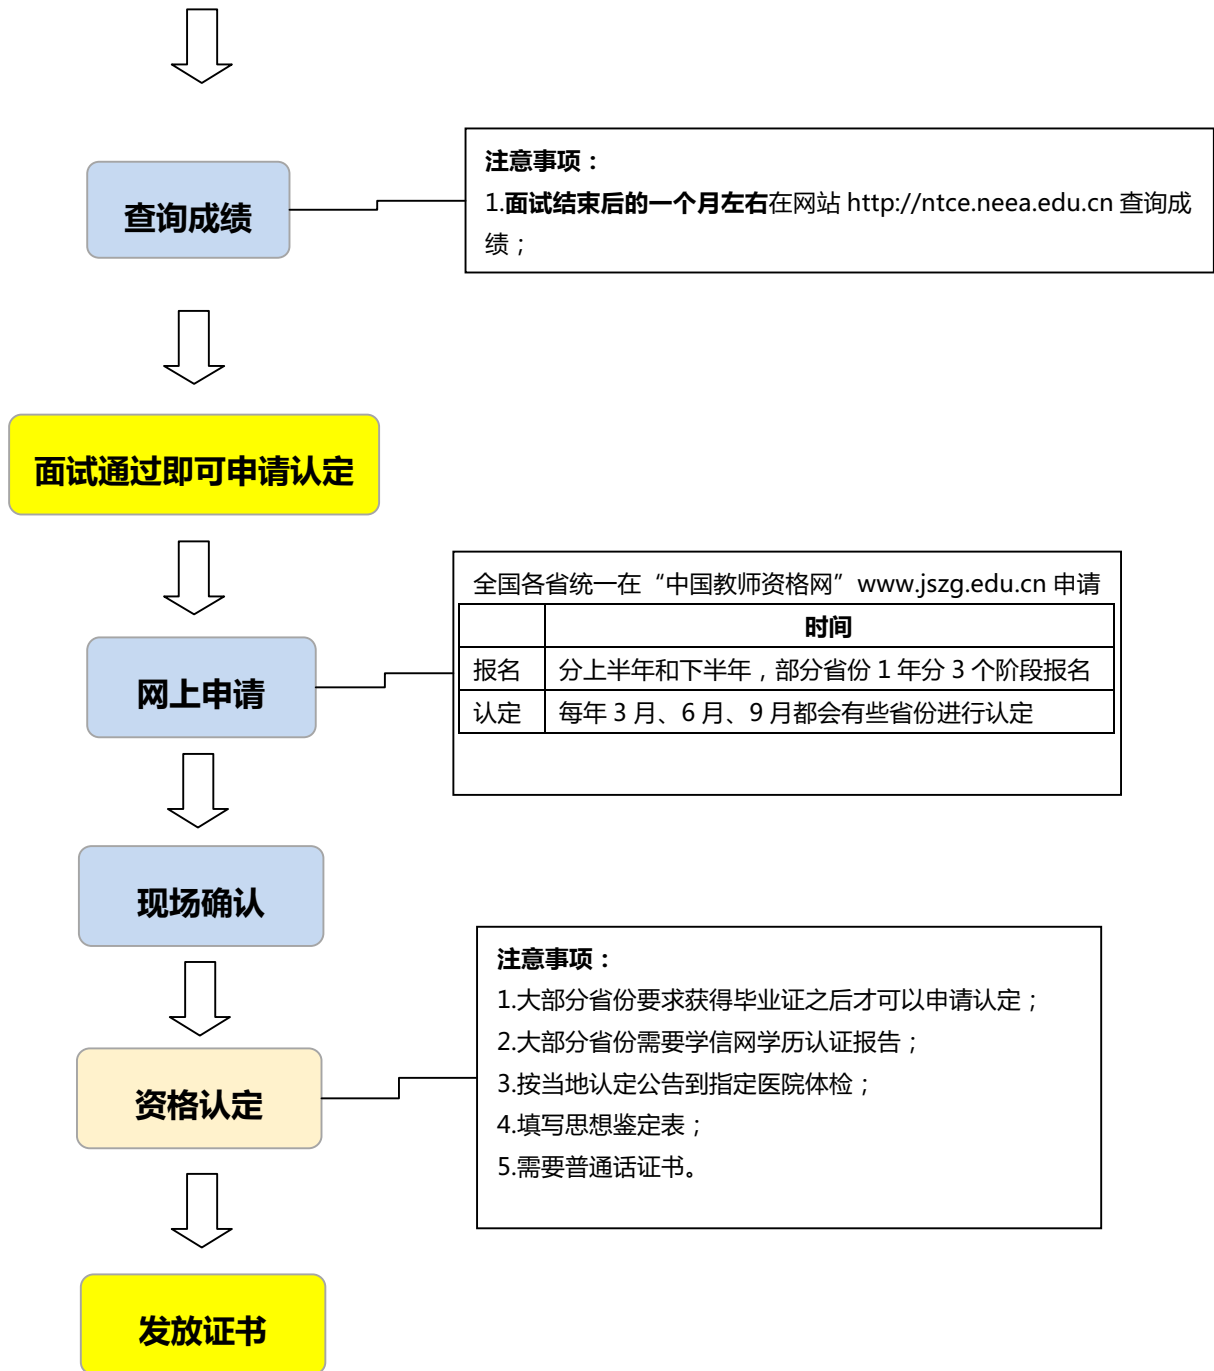 查询成绩
注意事项：
1.面试结束后的一个月左右在网站 http://ntce.neea.edu.cn 查询成
绩；
面试通过即可申请认定
网上申请
全国各省统一在“中国教师资格网”www.jszg.edu.cn 申请
时间
报名 分上半年和下半年，部分省份 1 年分 3 个阶段报名
认定 每年 3 月、6 月、9 月都会有些省份进行认定
现场确认
资格认定
注意事项：
1.大部分省份要求获得毕业证之后才可以申请认定；
2.大部分省份需要学信网学历认证报告；
3.按当地认定公告到指定医院体检；
4.填写思想鉴定表；
5.需要普通话证书。
发放证书